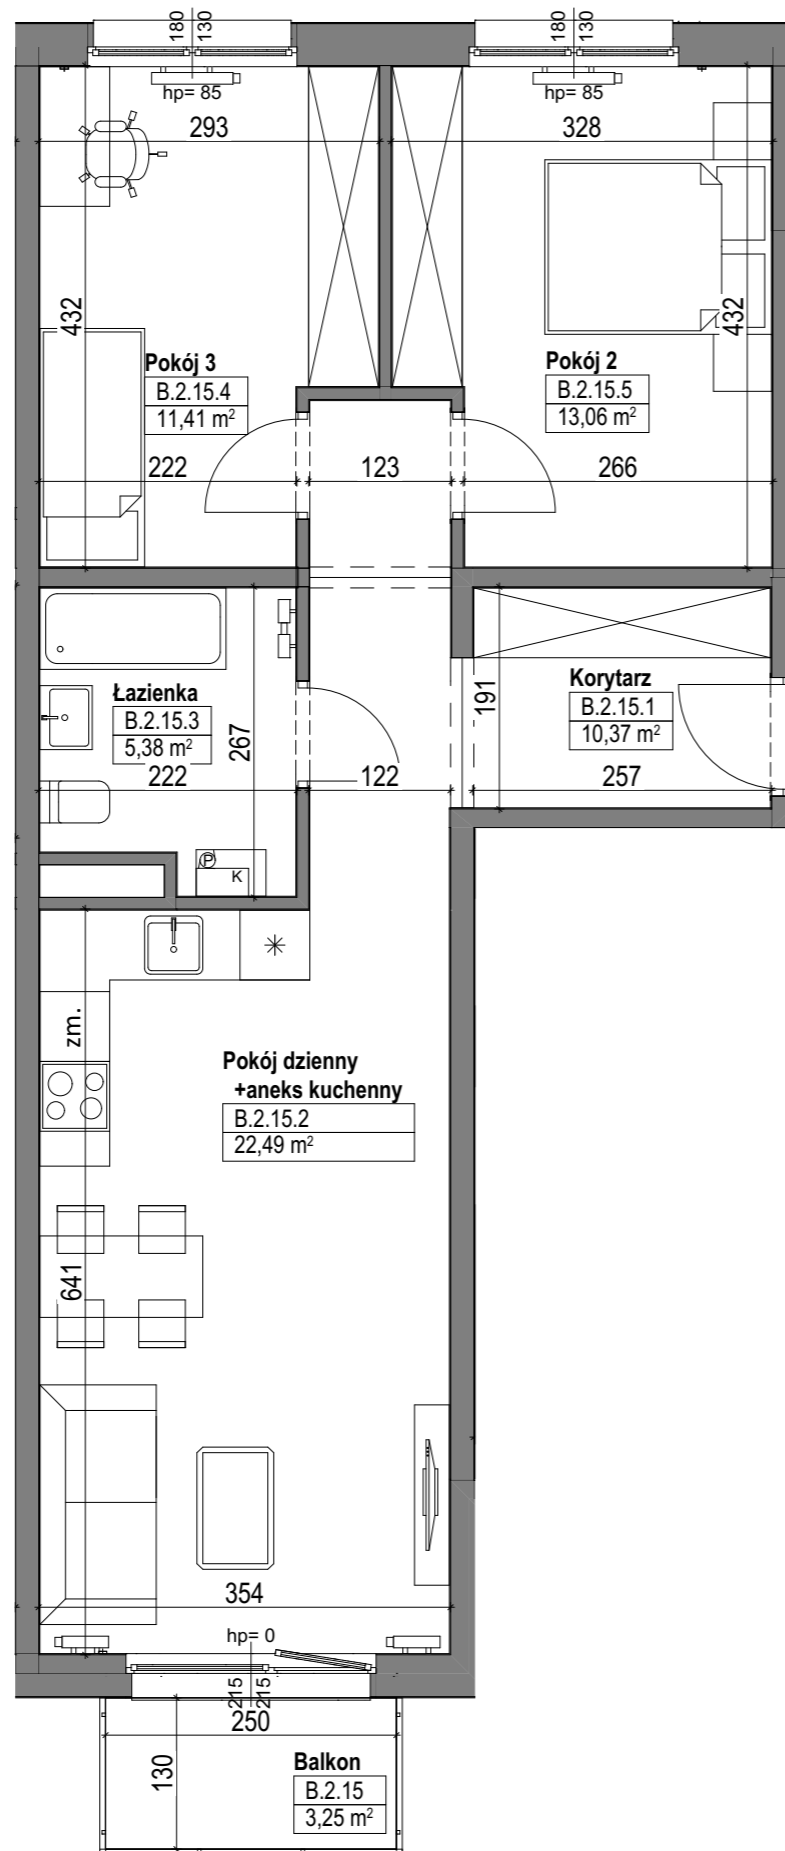 180
130
180
130
hp= 85
hp= 85
293
328
432
432
Pokój 3
B.2.15.4
11,41 m²
Pokój 2
B.2.15.5
13,06 m²
222
123
266
Łazienka
B.2.15.3
5,38 m²
267
191
Korytarz
B.2.15.1
10,37 m²
222
122
257
P
K
zm.
Pokój dzienny
+aneks kuchenny
B.2.15.2
22,49 m²
641
354
hp= 0
215
215
250
130
Balkon
B.2.15
3,25 m²